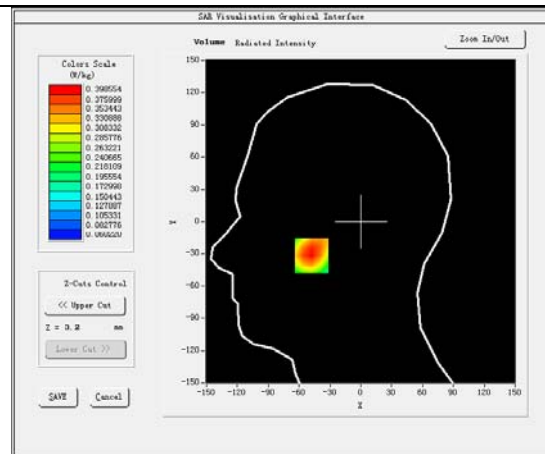 SAR Visualisation Graphical Interface
Volume Radiated Intensity
Zoom In/Out
Colors Scale
(W/kg)
0.398554
0.375999
0.353443
0.330888
0.308332
0.285776
0.263221
0.240665
0.218109
0.195554
0.172998
0.150443
0.127887
0.105331
0.082776
0.060220
Z-Cuts Control
<< Upper Cut
Z = 3.2 mm
Lower Cut >>
SAVE Cancel
150
120
90
60
30
0
-30
-60
-90
-120
-150
Y
-150 -120 -90 -60 -30 0 30 60 90 120 150
X